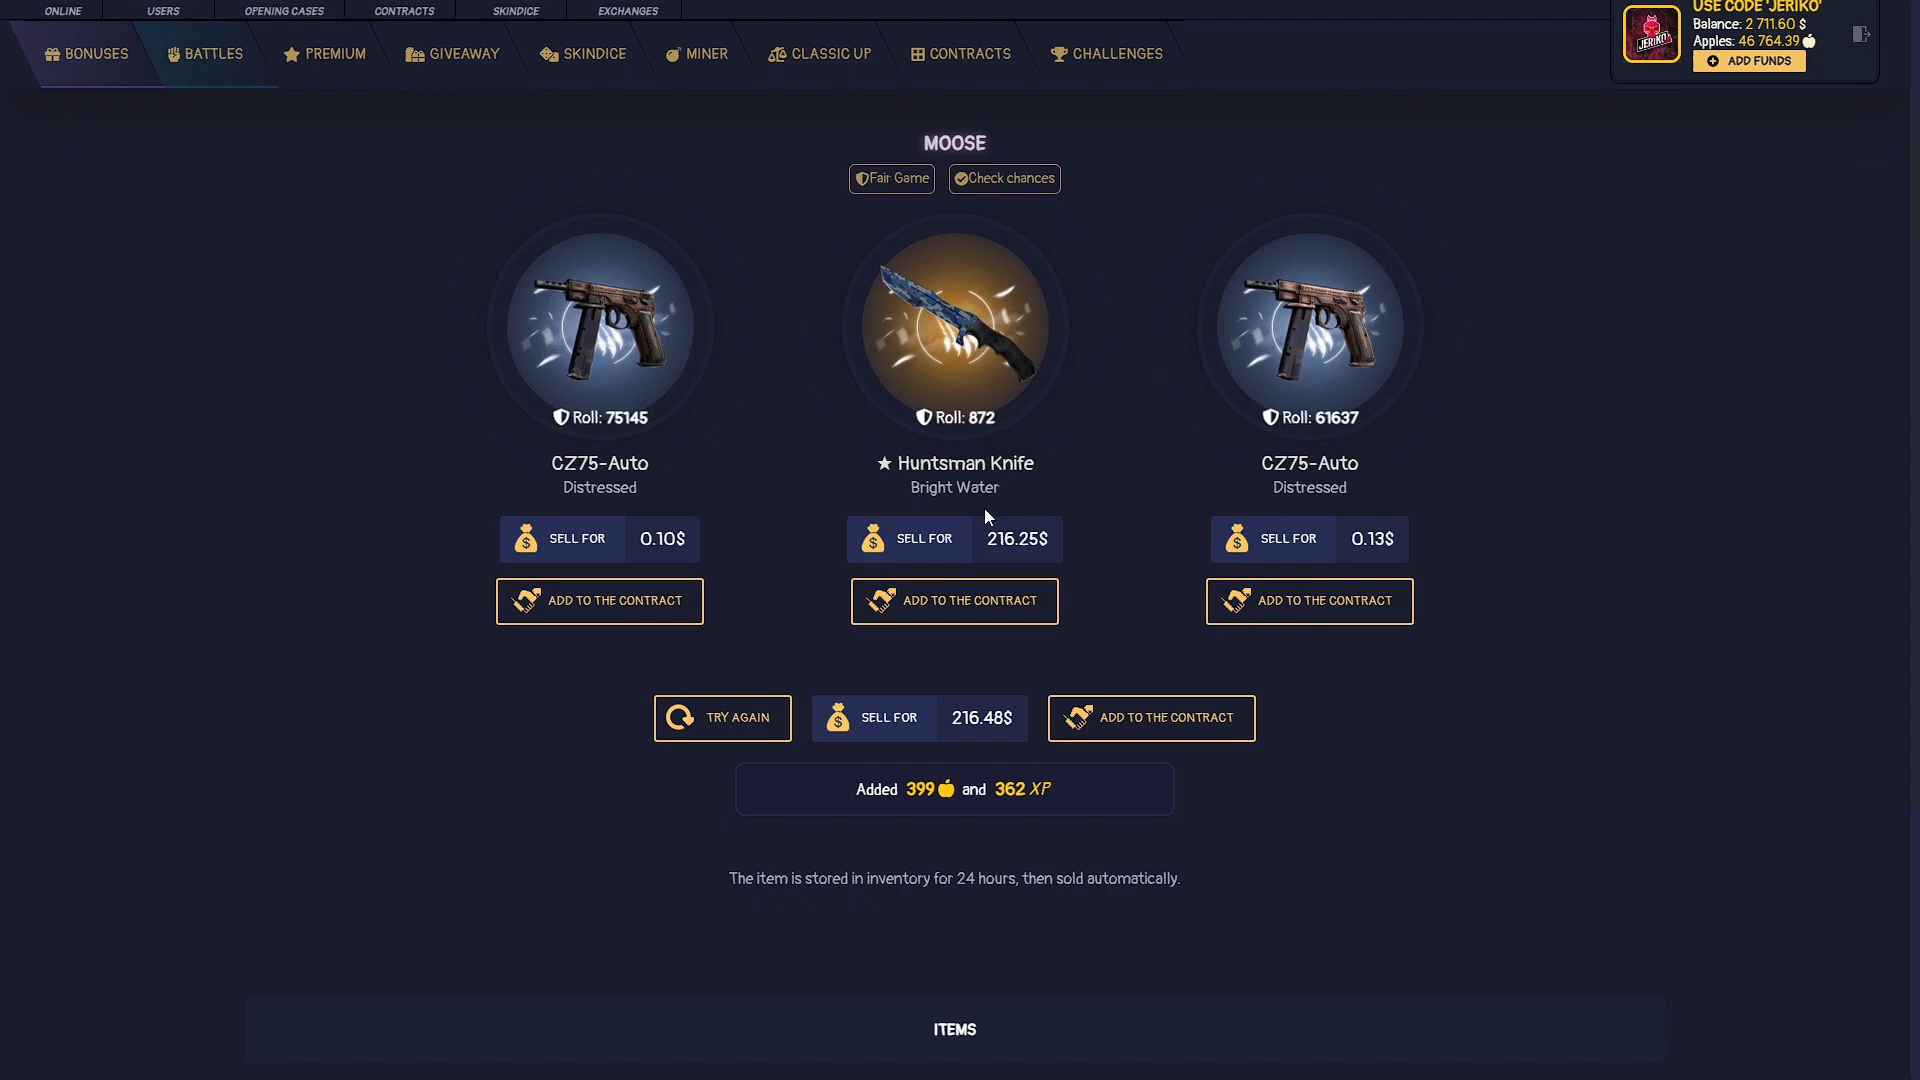 ONLINE USERS OPENING CASES CONTRACTS SKINDICE EXCHANGES
USE CODE 'JERIKO'
Balance: 2 711.60 $
Apples: 46 764.39
ADD FUNDS
JERIKO
BONUSES BATTLES PREMIUM GIVEAWAY SKINDICE MINER CLASSIC UP CONTRACTS CHALLENGES
MOOSE
Fair Game Check chances
Roll: 75145 Roll: 872 Roll: 61637
CZ75-Auto ★ Huntsman Knife CZ75-Auto
Distressed Bright Water Distressed
SELL FOR 0.10$ SELL FOR 216.25$ SELL FOR 0.13$
ADD TO THE CONTRACT ADD TO THE CONTRACT ADD TO THE CONTRACT
TRY AGAIN SELL FOR 216.48$ ADD TO THE CONTRACT
Added 399 and 362 XP
The item is stored in inventory for 24 hours, then sold automatically.
ITEMS